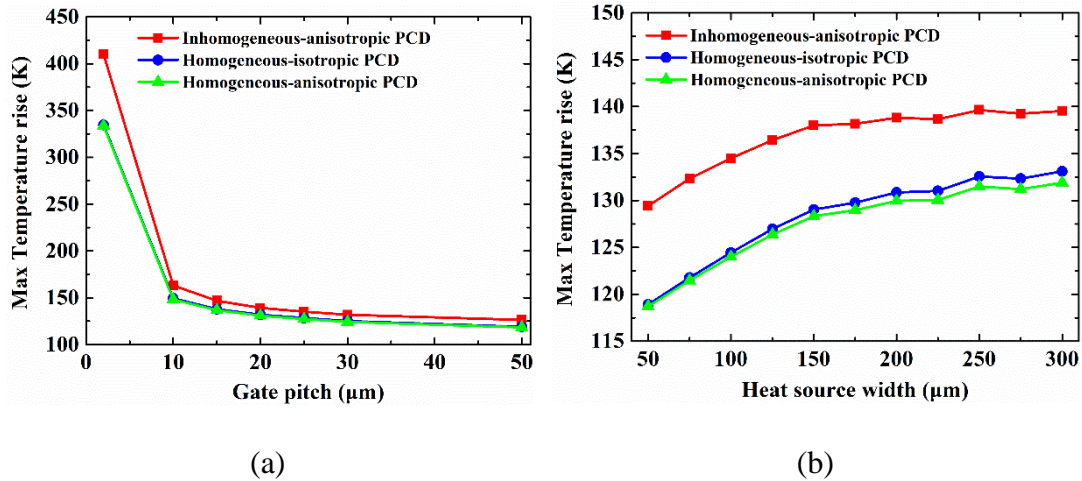 450
400
350
300
250
200
150
100
Max Temperature rise (K)
Inhomogeneous-anisotropic PCD
Homogeneous-isotropic PCD
Homogeneous-anisotropic PCD
0 10 20 30 40 50
Gate pitch (μm)
(a)
150
145
140
135
130
125
120
115
Max Temperature rise (K)
Inhomogeneous-anisotropic PCD
Homogeneous-isotropic PCD
Homogeneous-anisotropic PCD
50 100 150 200 250 300
Heat source width (μm)
(b)